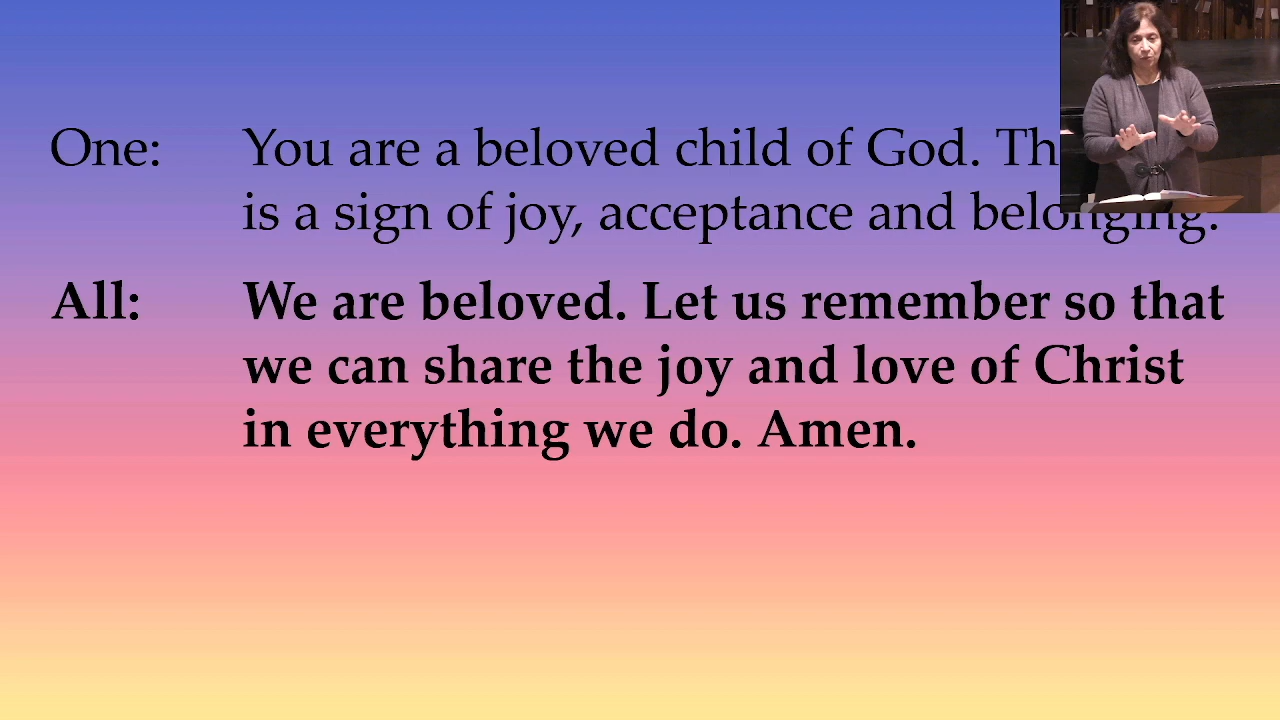 One: You are a beloved child of God. Th
is a sign of joy, acceptance and belonging.
All: We are beloved. Let us remember so that
we can share the joy and love of Christ
in everything we do. Amen.